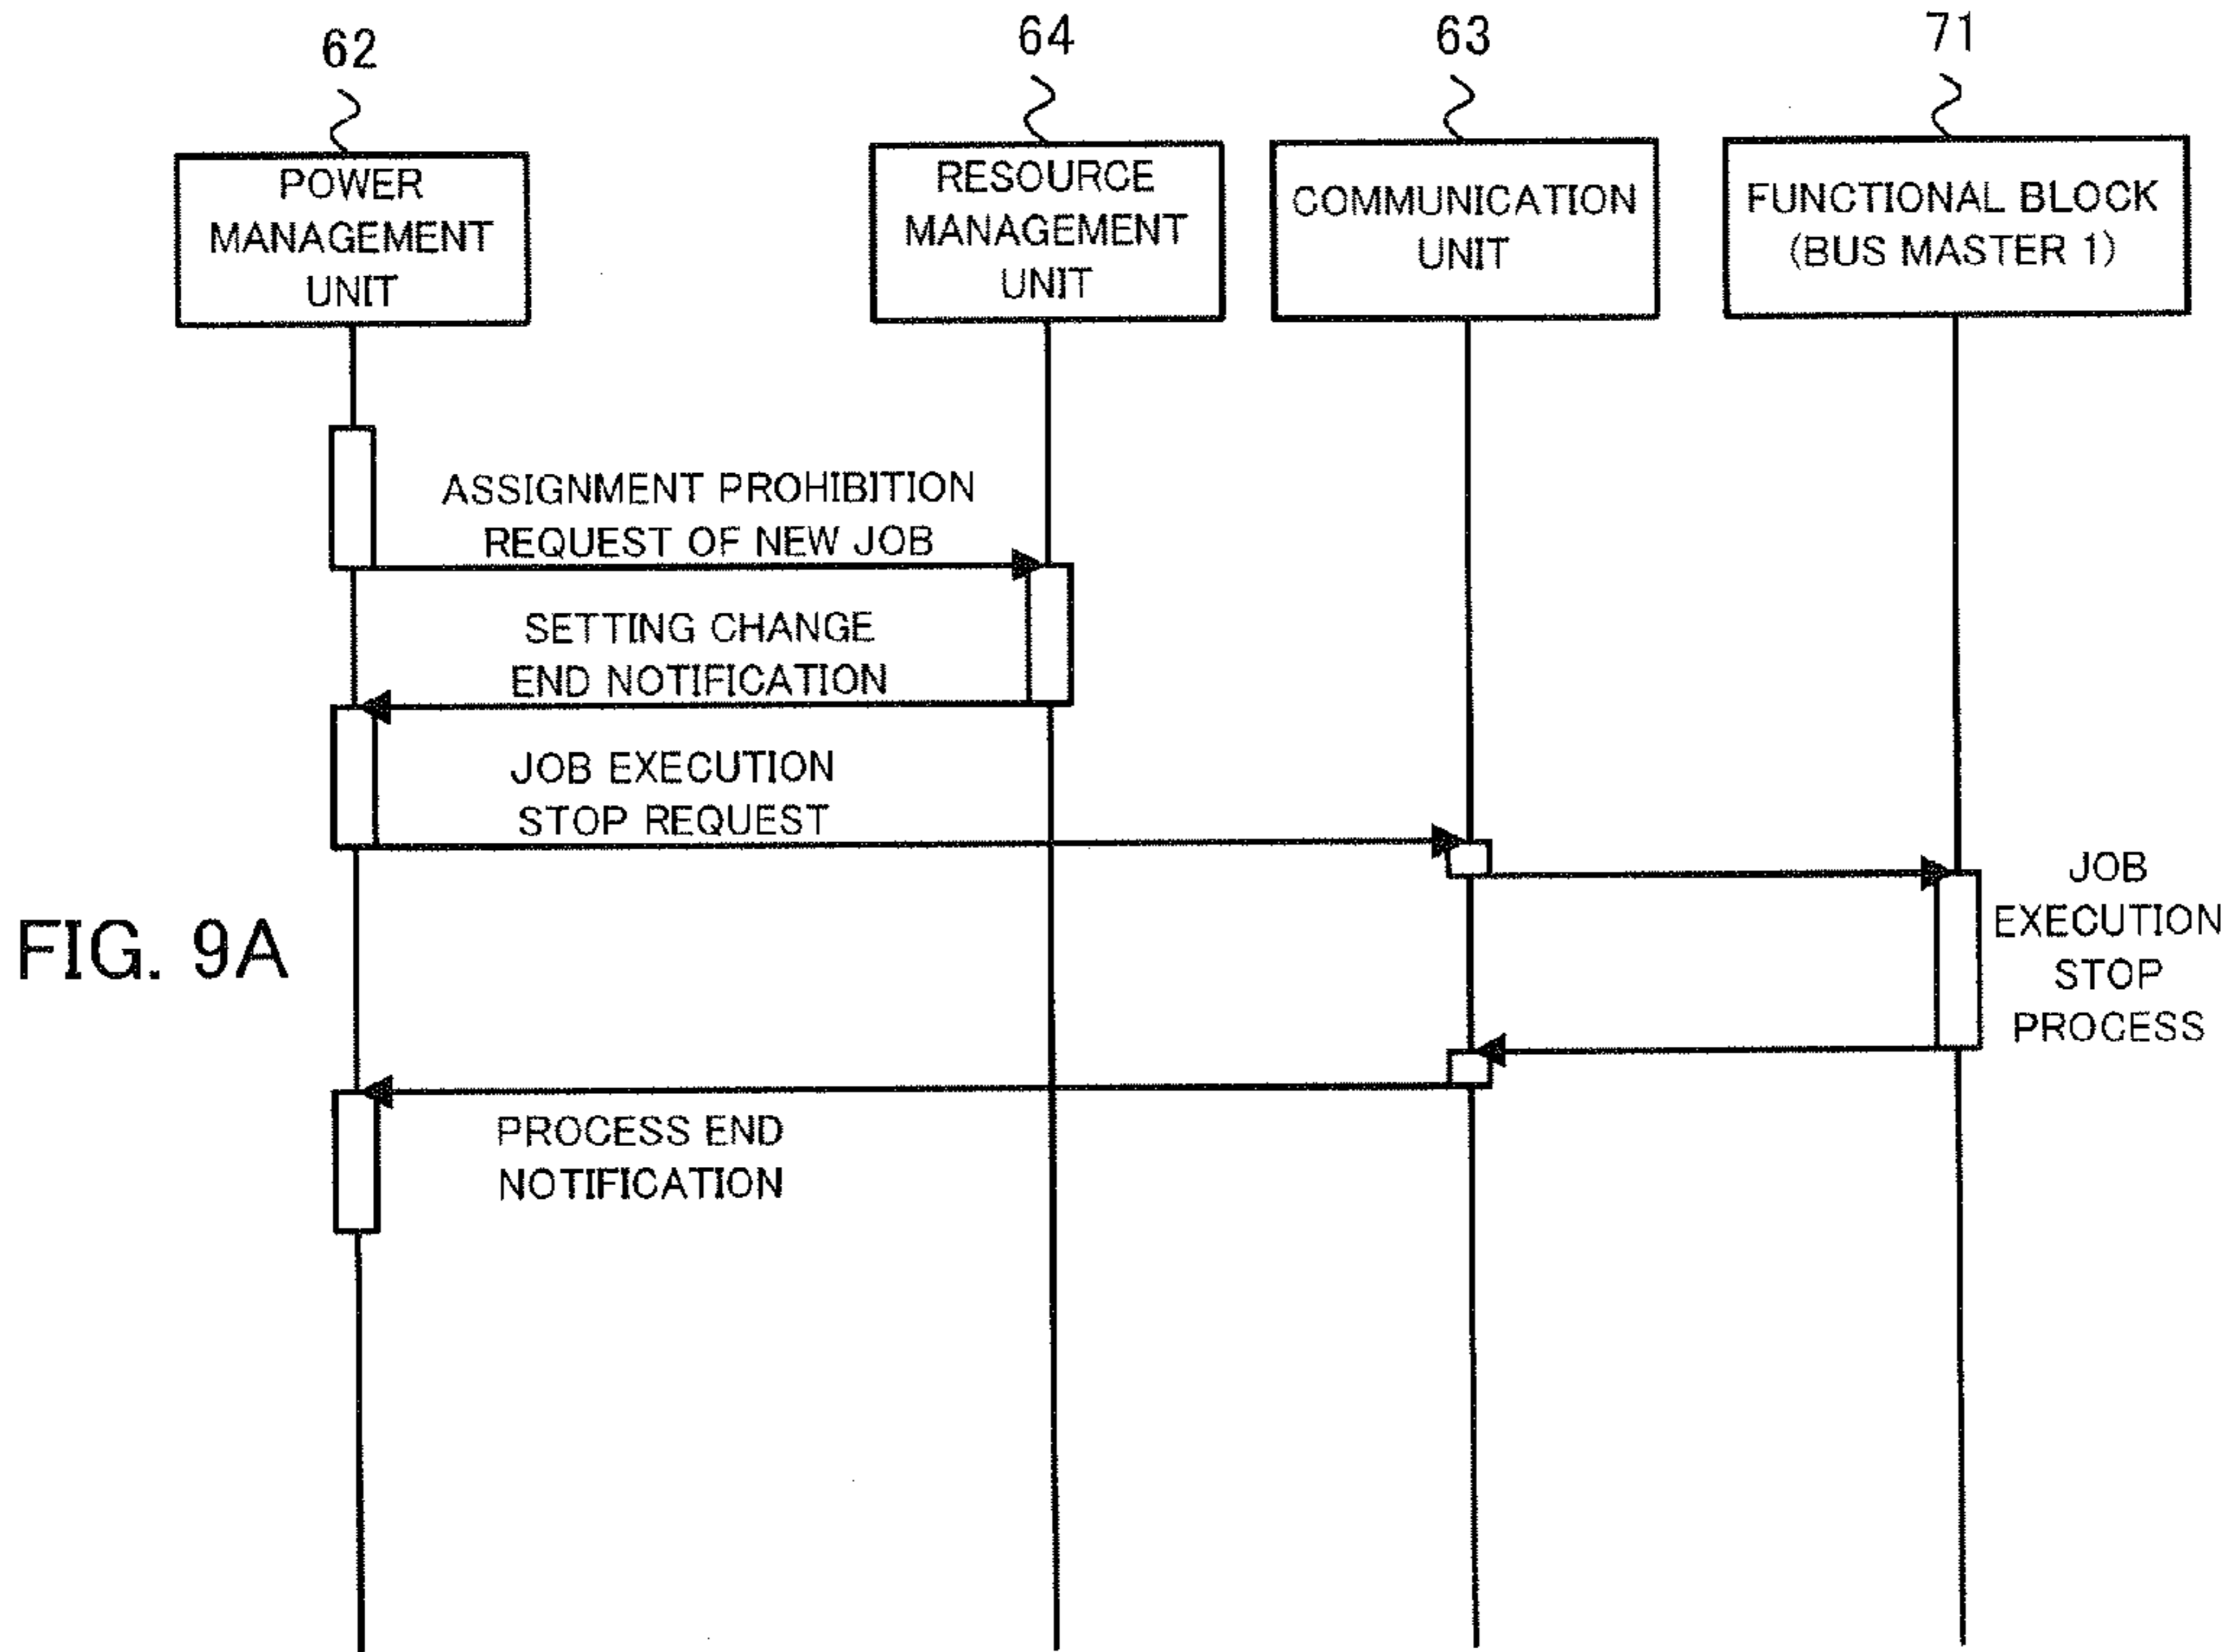 62
64
63
71
POWER
MANAGEMENT
UNIT
RESOURCE
MANAGEMENT
UNIT
COMMUNICATION
UNIT
FUNCTIONAL BLOCK
(BUS MASTER 1)
ASSIGNMENT PROHIBITION
REQUEST OF NEW JOB
SETTING CHANGE
END NOTIFICATION
JOB EXECUTION
STOP REQUEST
JOB
EXECUTION
STOP
PROCESS
FIG. 9A
PROCESS END
NOTIFICATION